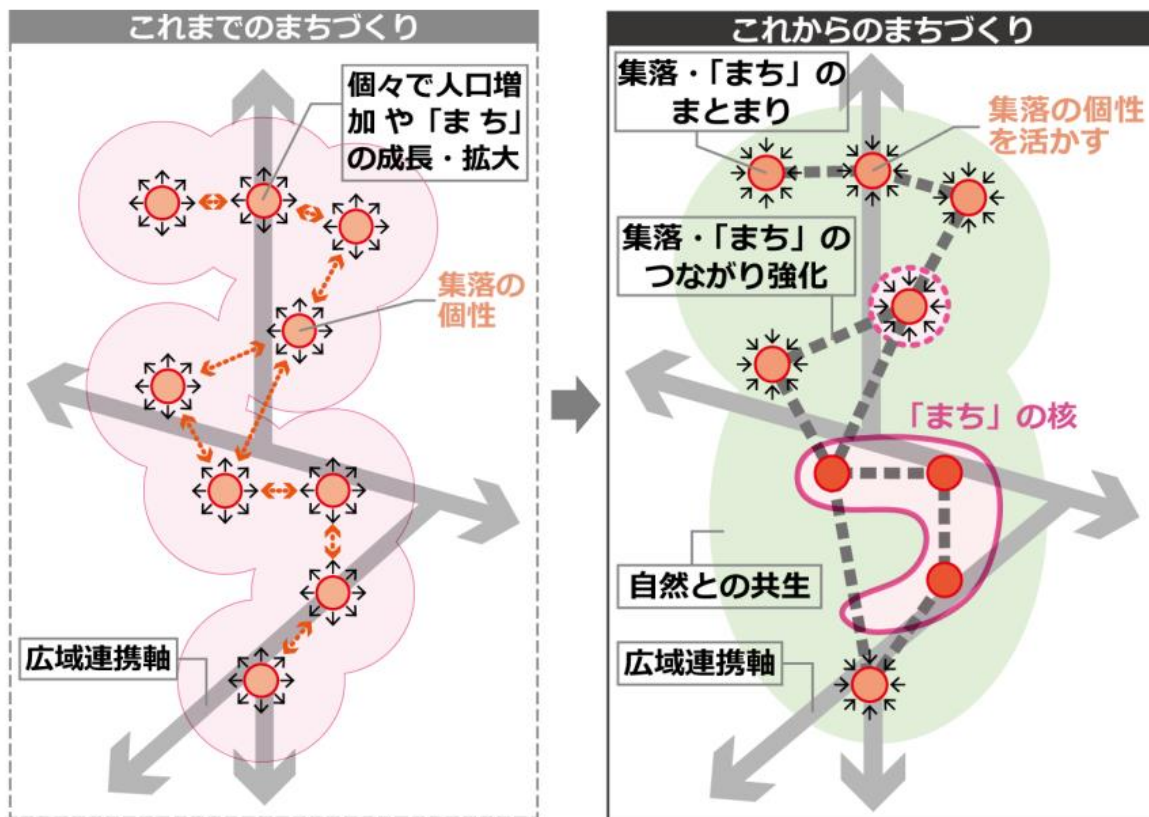 これまでのまちづくり
個々で人口増
加や「まち」
の成長・拡大
集落の
個性
広域連携軸
これからのまちづくり
集落・「まち」の
まとまり
集落の個性
を活かす
集落・「まち」の
つながり強化
「まち」の核
自然との共生
広域連携軸